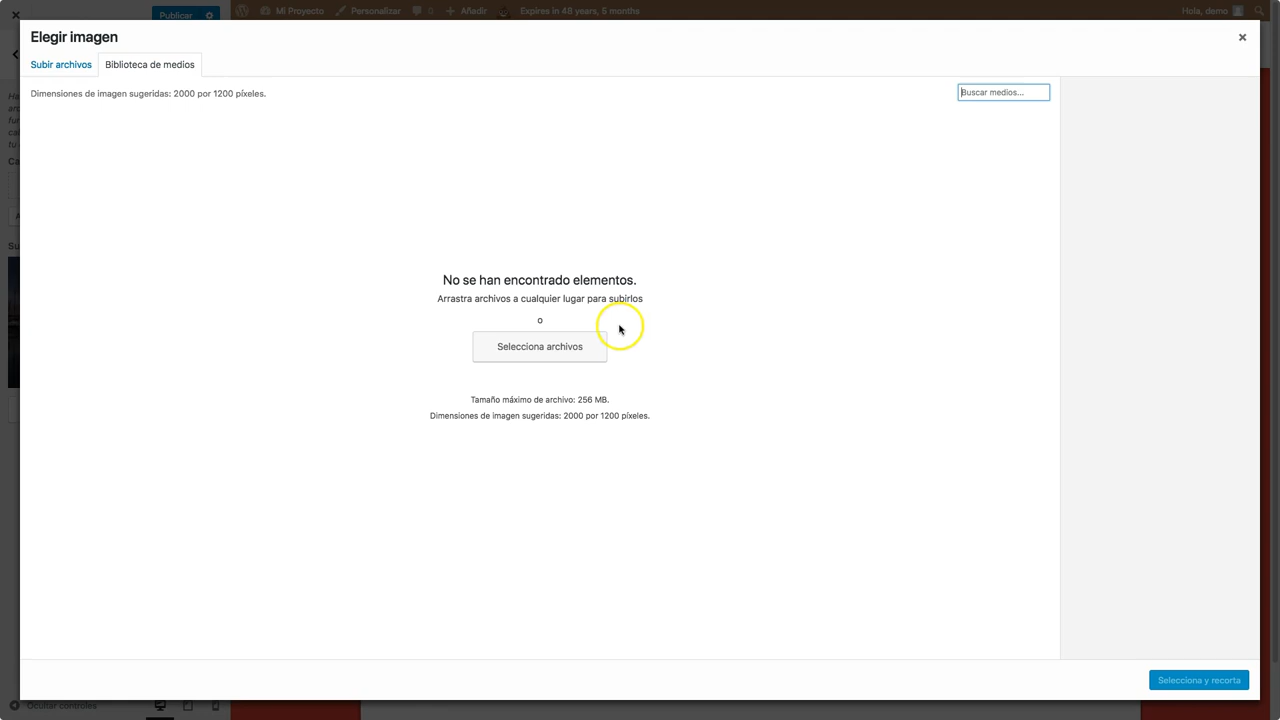 Publicar
Mi Proyecto
Personalizar
0
Añadir
Expires in 48 years, 5 months
Hola, demo
Elegir imagen
Subir archivos
Biblioteca de medios
Dimensiones de imagen sugeridas: 2000 por 1200 píxeles.
Buscar medios...
No se han encontrado elementos.
Arrastra archivos a cualquier lugar para subirlos
o
Selecciona archivos
Tamaño máximo de archivo: 256 MB.
Dimensiones de imagen sugeridas: 2000 por 1200 píxeles.
Selecciona y recorta
Ocultar controles